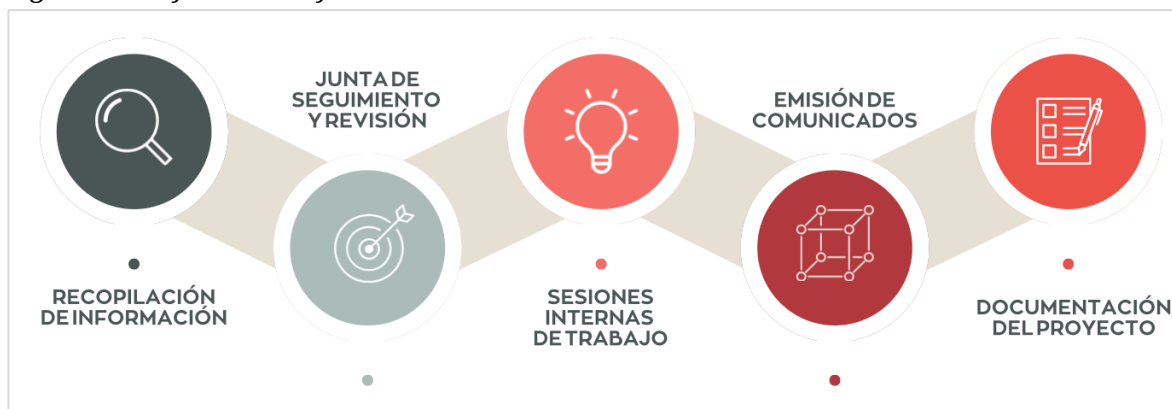 RECOPILACIÓN
DE INFORMACIÓN
JUNTA DE
SEGUIMIENTO
Y REVISIÓN
SESIONES
INTERNAS
DE TRABAJO
EMISIÓN DE
COMUNICADOS
DOCUMENTACIÓN
DEL PROYECTO